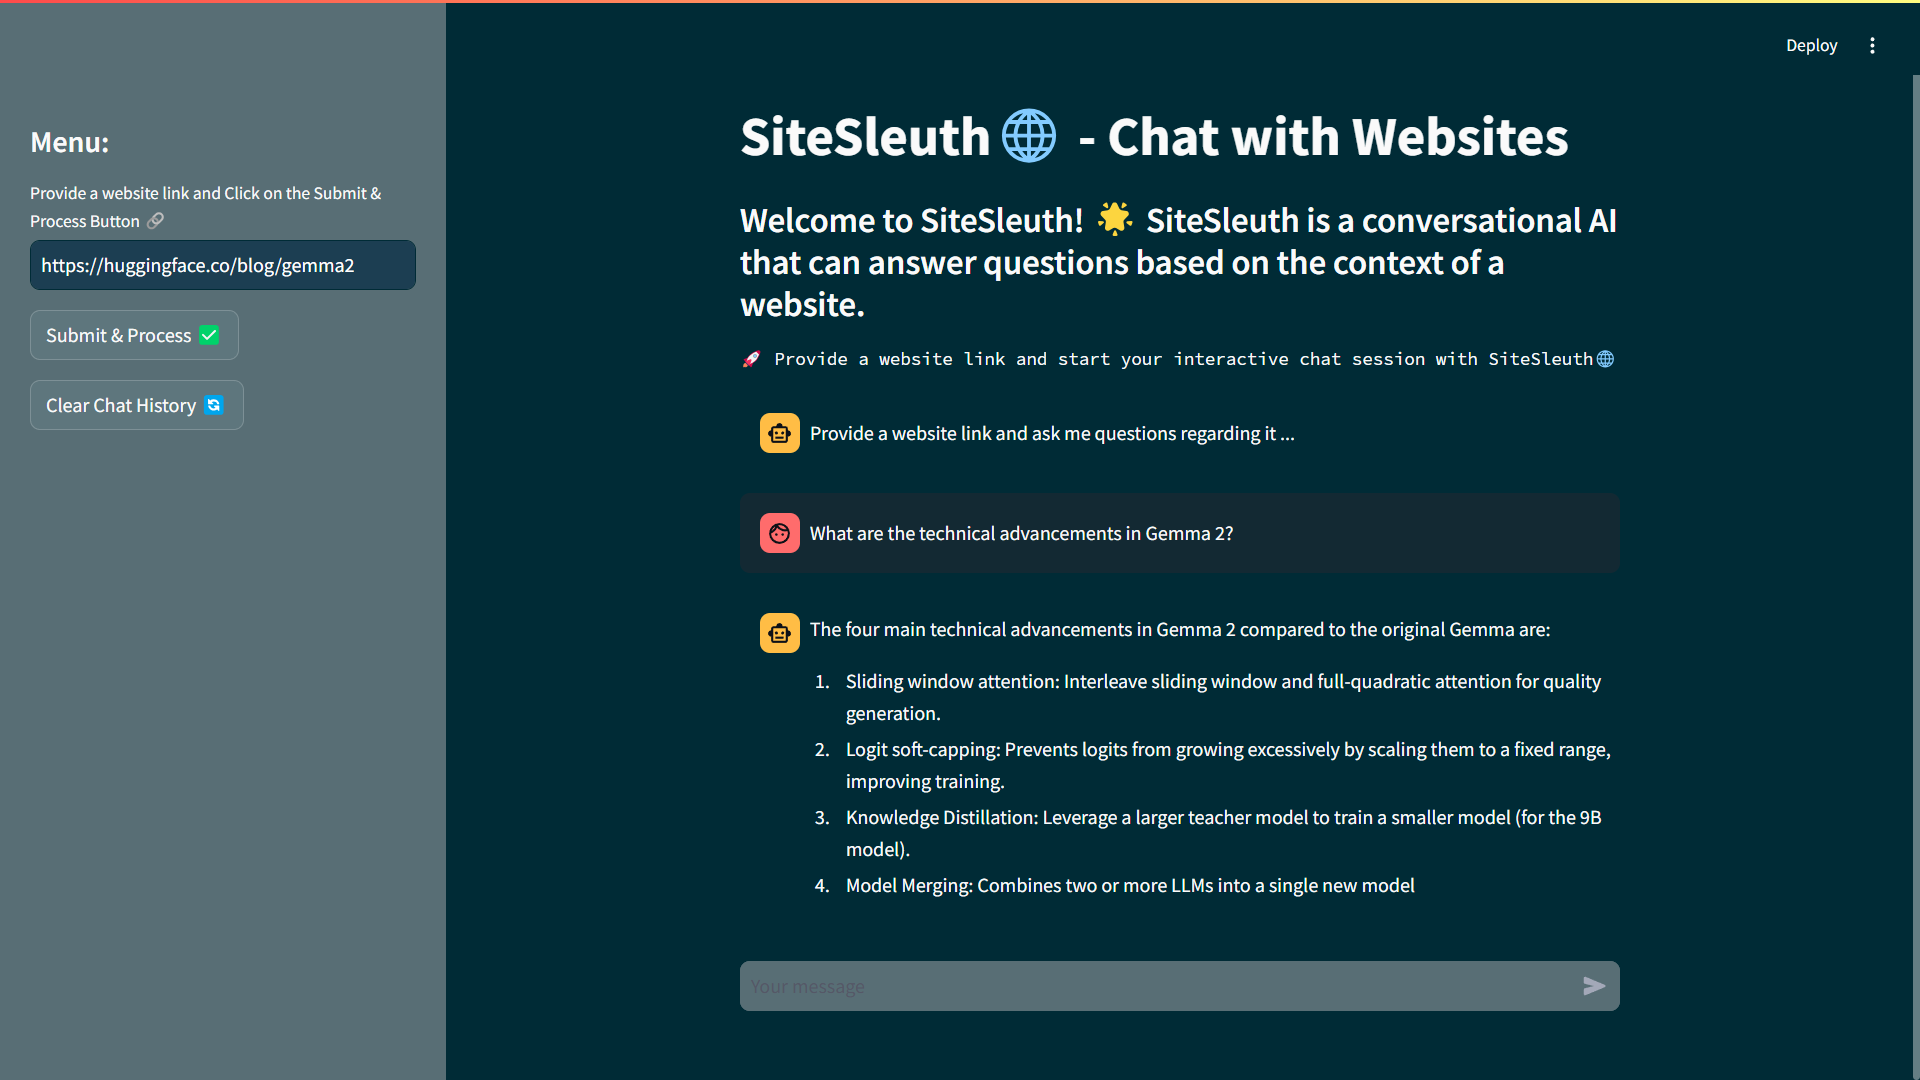 Deploy
Menu:
Provide a website link and Click on the Submit &
Process Button 🔗
https://huggingface.co/blog/gemma2
Submit & Process ✅
Clear Chat History 🔄
SiteSleuth 🌐 - Chat with Websites
Welcome to SiteSleuth! 🌟 SiteSleuth is a conversational AI
that can answer questions based on the context of a
website.
🚀 Provide a website link and start your interactive chat session with SiteSleuth🌐
Provide a website link and ask me questions regarding it ...
What are the technical advancements in Gemma 2?
The four main technical advancements in Gemma 2 compared to the original Gemma are:
1. Sliding window attention: Interleave sliding window and full-quadratic attention for quality
generation.
2. Logit soft-capping: Prevents logits from growing excessively by scaling them to a fixed range,
improving training.
3. Knowledge Distillation: Leverage a larger teacher model to train a smaller model (for the 9B
model).
4. Model Merging: Combines two or more LLMs into a single new model
Your message